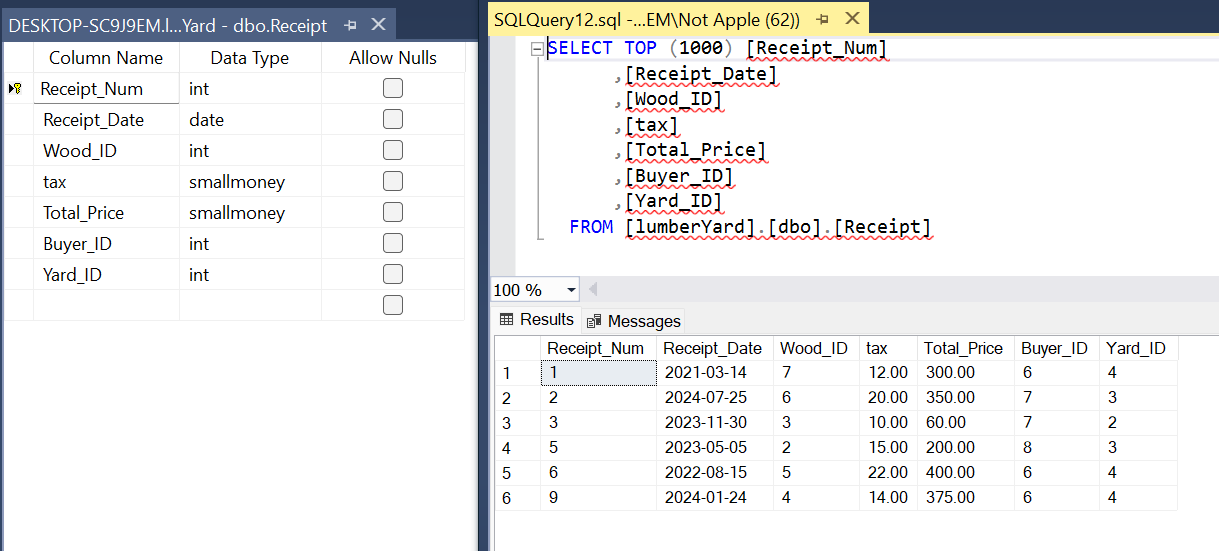 DESKTOP-SC9J9EM.l...Yard - dbo.Receipt
Column Name Data Type Allow Nulls
Receipt_Num int
Receipt_Date date
Wood_ID int
tax smallmoney
Total_Price smallmoney
Buyer_ID int
Yard_ID int
SQLQuery12.sql -...EM\Not Apple (62))
SELECT TOP (1000) [Receipt_Num]
,[Receipt_Date]
,[Wood_ID]
,[tax]
,[Total_Price]
,[Buyer_ID]
,[Yard_ID]
FROM [lumberYard].[dbo].[Receipt]
100 %
Results Messages
Receipt_Num Receipt_Date Wood_ID tax Total_Price Buyer_ID Yard_ID
1 1 2021-03-14 7 12.00 300.00 6 4
2 2 2024-07-25 6 20.00 350.00 7 3
3 3 2023-11-30 3 10.00 60.00 7 2
4 5 2023-05-05 2 15.00 200.00 8 3
5 6 2022-08-15 5 22.00 400.00 6 4
6 9 2024-01-24 4 14.00 375.00 6 4